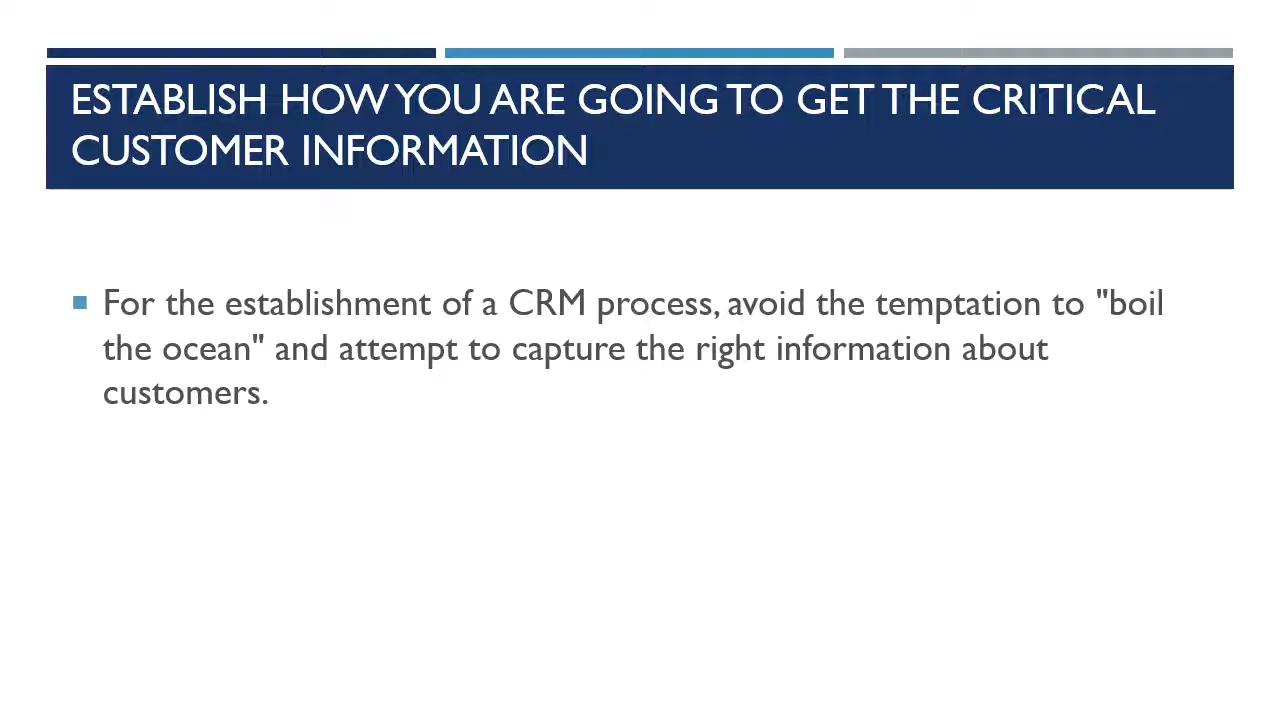 ESTABLISH HOW YOU ARE GOING TO GET THE CRITICAL
CUSTOMER INFORMATION
For the establishment of a CRM process, avoid the temptation to "boil
the ocean" and attempt to capture the right information about
customers.